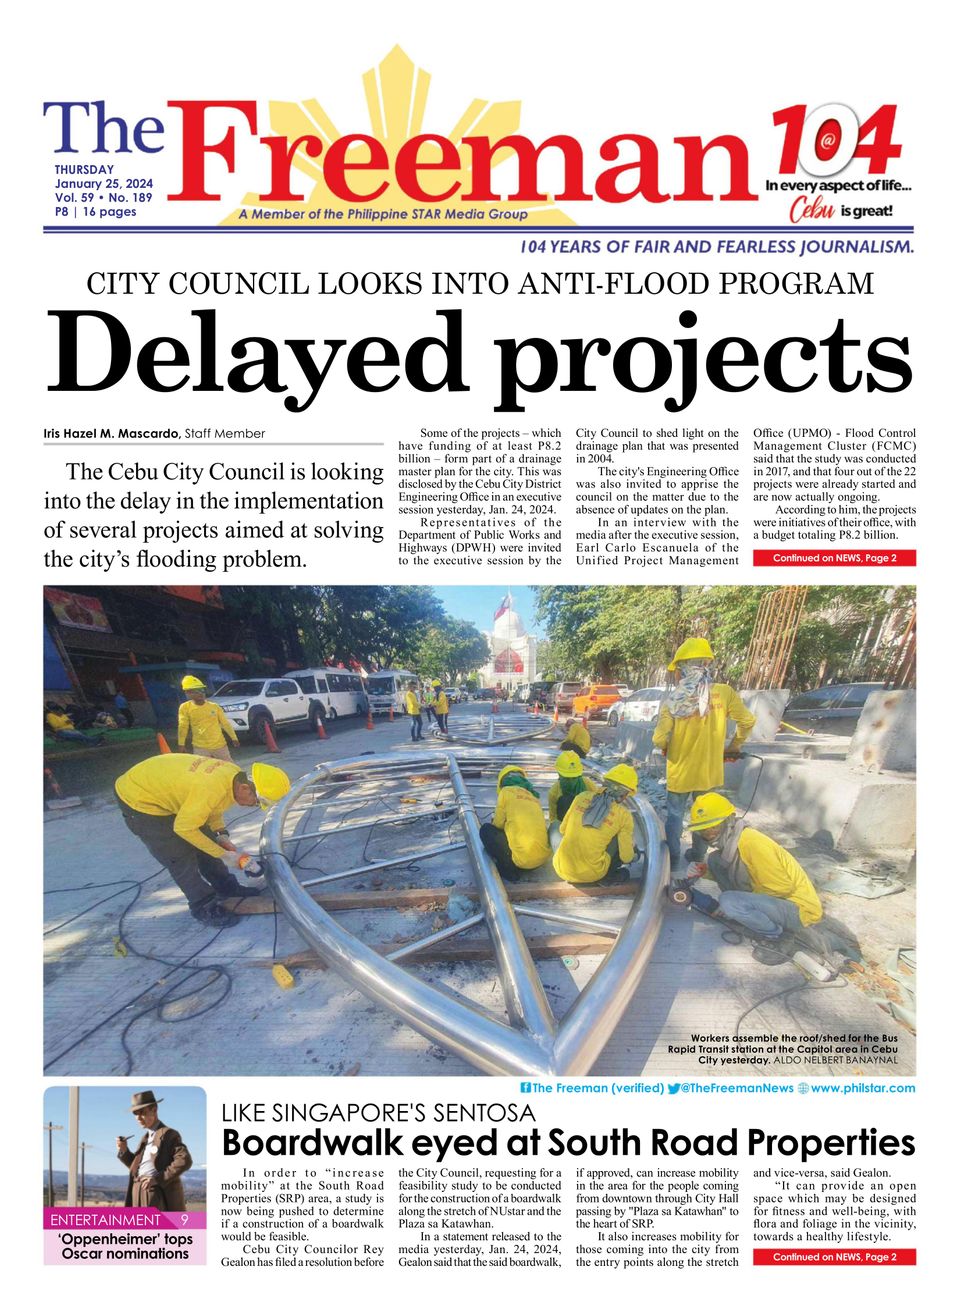 The Freeman
THURSDAY
January 25, 2024
Vol. 59 • No. 189
P8 | 16 pages
A Member of the Philippine STAR Media Group
1@4
In every aspect of life...
Cebu is great!
104 YEARS OF FAIR AND FEARLESS JOURNALISM.
CITY COUNCIL LOOKS INTO ANTI-FLOOD PROGRAM
Delayed projects
Iris Hazel M. Mascardo, Staff Member
The Cebu City Council is looking
into the delay in the implementation
of several projects aimed at solving
the city's flooding problem.
Some of the projects – which
have funding of at least P8.2
billion – form part of a drainage
master plan for the city. This was
disclosed by the Cebu City District
Engineering Office in an executive
session yesterday, Jan. 24, 2024.
Representatives of the
Department of Public Works and
Highways (DPWH) were invited
to the executive session by the
City Council to shed light on the
drainage plan that was presented
in 2004.
The city's Engineering Office
was also invited to apprise the
council on the matter due to the
absence of updates on the plan.
In an interview with the
media after the executive session,
Earl Carlo Escanuela of the
Unified Project Management
Office (UPMO) - Flood Control
Management Cluster (FCMC)
said that the study was conducted
in 2017, and that four out of the 22
projects were already started and
are now actually ongoing.
According to him, the projects
were initiatives of their office, with
a budget totaling P8.2 billion.
Continued on NEWS, Page 2
Workers assemble the roof/shed for the Bus
Rapid Transit station at the Capitol area in Cebu
City yesterday. ALDO NELBERT BANAYNAL
The Freeman (verified) @TheFreemanNews www.philstar.com
ENTERTAINMENT 9
'Oppenheimer' tops
Oscar nominations
LIKE SINGAPORE'S SENTOSA
Boardwalk eyed at South Road Properties
In order to “increase
mobility” at the South Road
Properties (SRP) area, a study is
now being pushed to determine
if a construction of a boardwalk
would be feasible.
Cebu City Councilor Rey
Gealon has filed a resolution before
the City Council, requesting for a
feasibility study to be conducted
for the construction of a boardwalk
along the stretch of NUstar and the
Plaza sa Katawhan.
In a statement released to the
media yesterday, Jan. 24, 2024,
Gealon said that the said boardwalk,
if approved, can increase mobility
in the area for the people coming
from downtown through City Hall
passing by "Plaza sa Katawhan" to
the heart of SRP.
It also increases mobility for
those coming into the city from
the entry points along the stretch
and vice-versa, said Gealon.
“It can provide an open
space which may be designed
for fitness and well-being, with
flora and foliage in the vicinity,
towards a healthy lifestyle.
Continued on NEWS, Page 2